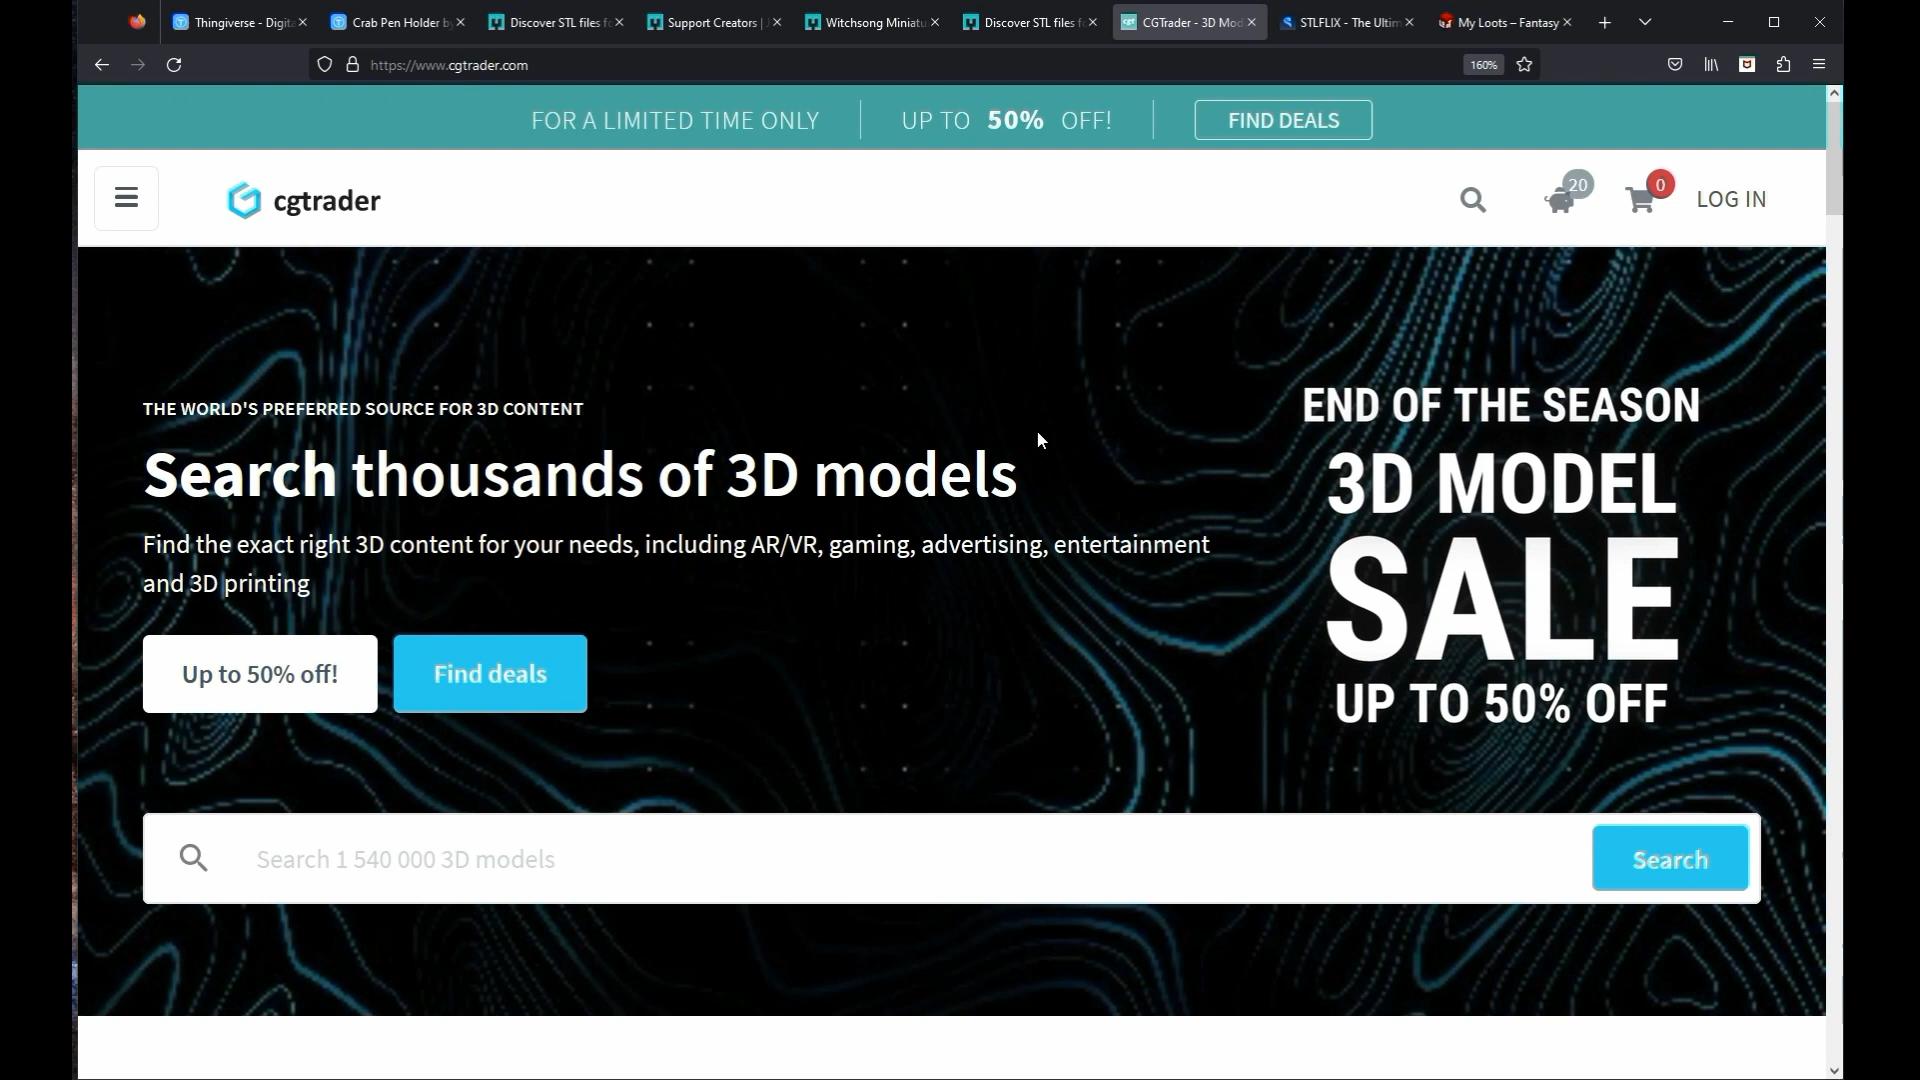 Thingiverse - Digita
Crab Pen Holder by
Discover STL files fo
Support Creators |
Witchsong Miniatu
Discover STL files fo
CGTrader - 3D Mod
STLFLIX - The Ultim
My Loots – Fantasy
https://www.cgtrader.com
160%
FOR A LIMITED TIME ONLY
UP TO 50% OFF!
FIND DEALS
cgtrader
20
0
LOG IN
THE WORLD'S PREFERRED SOURCE FOR 3D CONTENT
Search thousands of 3D models
Find the exact right 3D content for your needs, including AR/VR, gaming, advertising, entertainment
and 3D printing
Up to 50% off!
Find deals
END OF THE SEASON
3D MODEL
SALE
UP TO 50% OFF
Search 1 540 000 3D models
Search